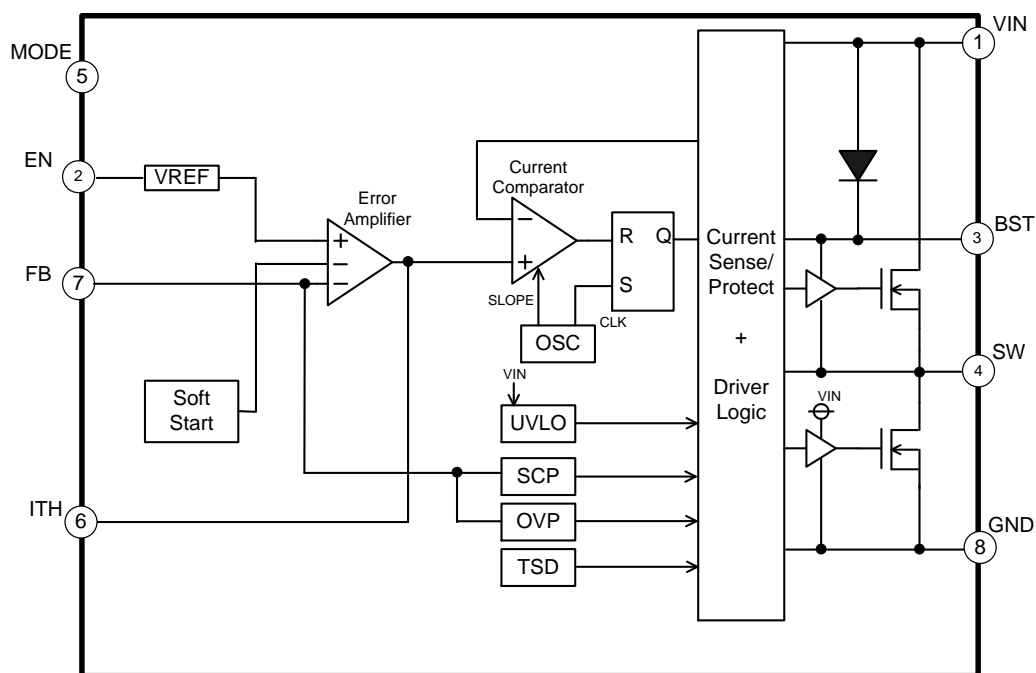 VIN
1
MODE
5
EN
2
VREF
Error
Amplifier
Current
Comparator
R
Q
S
Current
Sense/
Protect
+
Driver
Logic
BST
3
FB
7
SLOPE
CLK
OSC
SW
4
Soft
Start
VIN
UVLO
VIN
SCP
ITH
6
OVP
GND
8
TSD
+
−
−
−
+